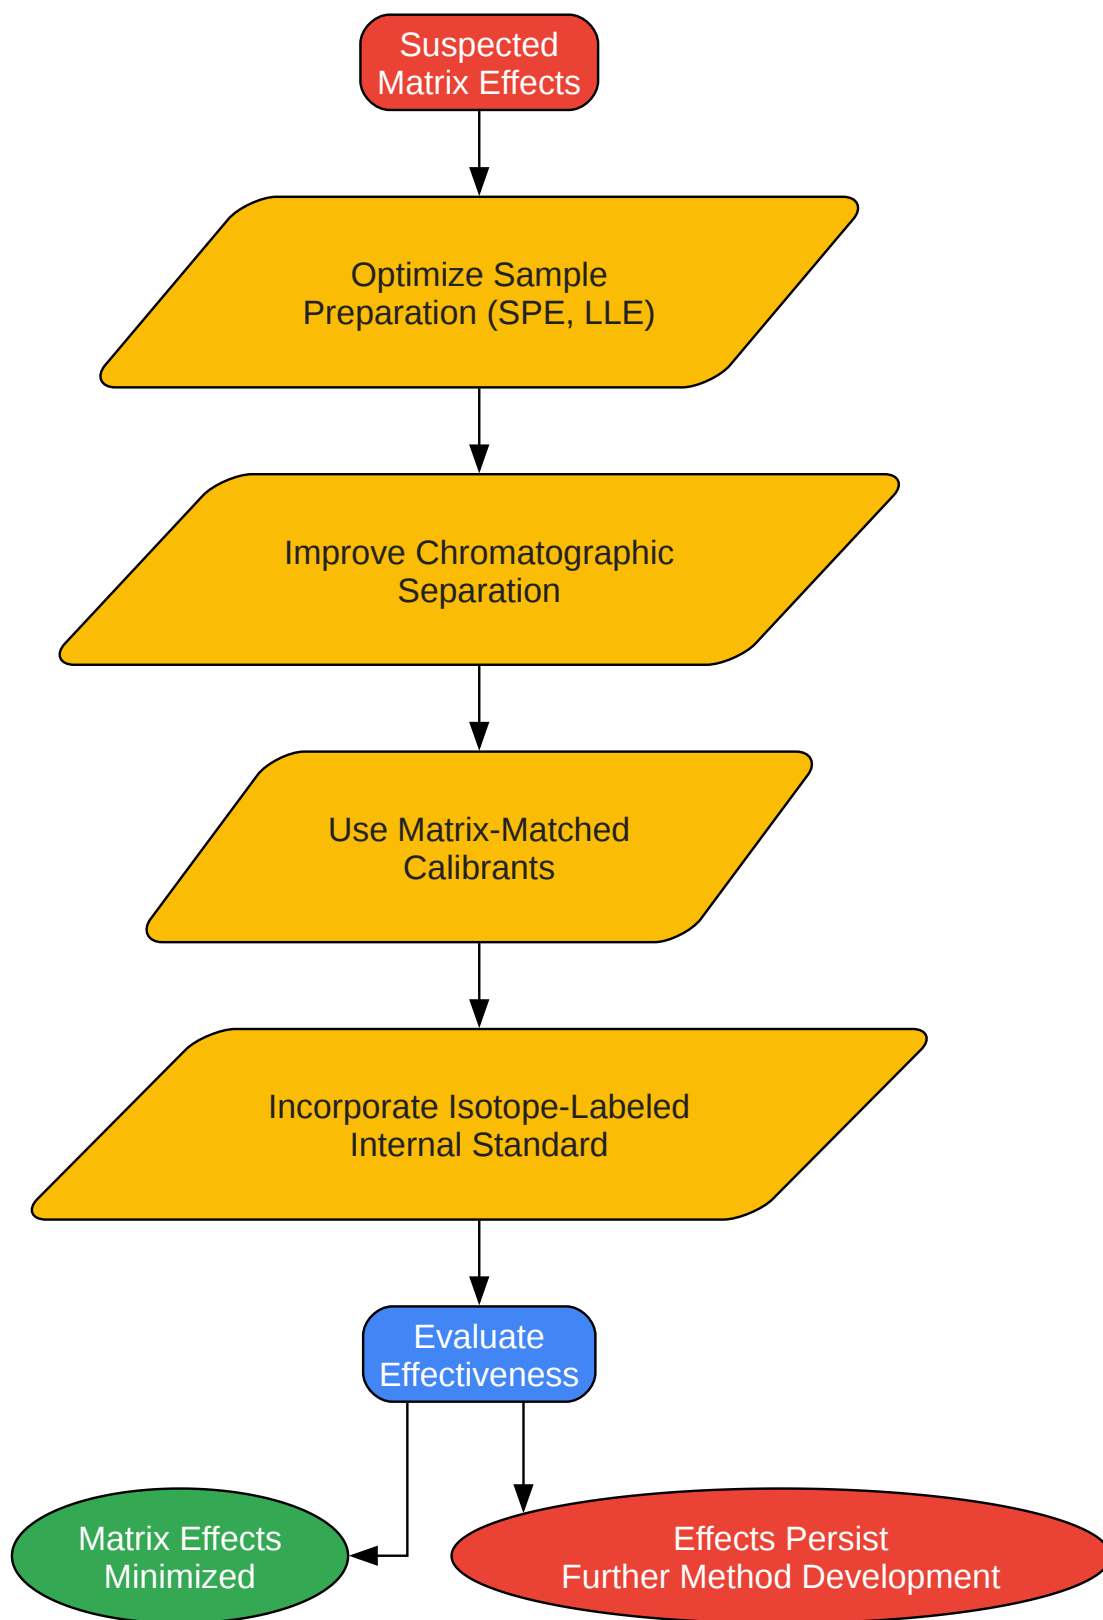 Suspected
Matrix Effects
Optimize Sample
Preparation (SPE, LLE)
Improve Chromatographic
Separation
Use Matrix-Matched
Calibrants
Incorporate Isotope-Labeled
Internal Standard
Evaluate
Effectiveness
Matrix Effects
Minimized
Effects Persist
Further Method Development